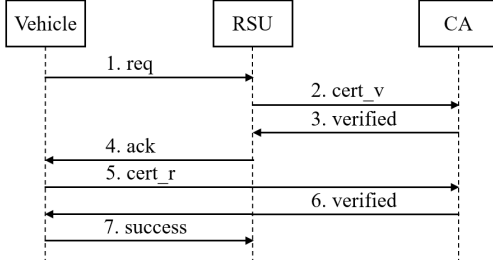 Vehicle
RSU
CA
1. req
2. cert_v
3. verified
4. ack
5. cert_r
6. verified
7. success